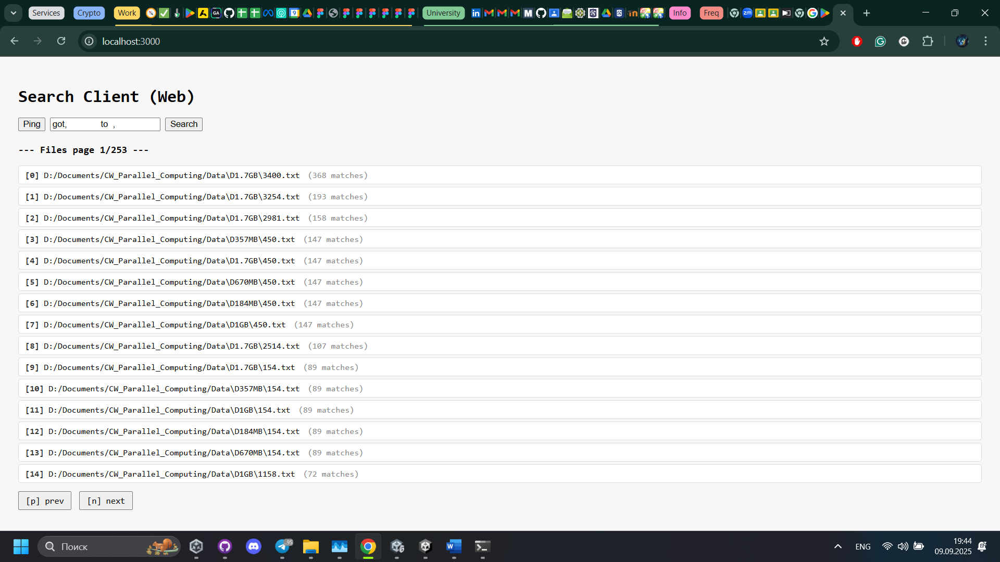 Services Crypto Work University Info Freq
localhost:3000
Search Client (Web)
Ping got, to , Search
--- Files page 1/253 ---
[0] D:/Documents/CW_Parallel_Computing/Data\D1.7GB\3400.txt (368 matches)
[1] D:/Documents/CW_Parallel_Computing/Data\D1.7GB\3254.txt (193 matches)
[2] D:/Documents/CW_Parallel_Computing/Data\D1.7GB\2981.txt (158 matches)
[3] D:/Documents/CW_Parallel_Computing/Data\D357MB\450.txt (147 matches)
[4] D:/Documents/CW_Parallel_Computing/Data\D1.7GB\450.txt (147 matches)
[5] D:/Documents/CW_Parallel_Computing/Data\D670MB\450.txt (147 matches)
[6] D:/Documents/CW_Parallel_Computing/Data\D184MB\450.txt (147 matches)
[7] D:/Documents/CW_Parallel_Computing/Data\D1GB\450.txt (147 matches)
[8] D:/Documents/CW_Parallel_Computing/Data\D1.7GB\2514.txt (107 matches)
[9] D:/Documents/CW_Parallel_Computing/Data\D1.7GB\154.txt (89 matches)
[10] D:/Documents/CW_Parallel_Computing/Data\D357MB\154.txt (89 matches)
[11] D:/Documents/CW_Parallel_Computing/Data\D1GB\154.txt (89 matches)
[12] D:/Documents/CW_Parallel_Computing/Data\D184MB\154.txt (89 matches)
[13] D:/Documents/CW_Parallel_Computing/Data\D670MB\154.txt (89 matches)
[14] D:/Documents/CW_Parallel_Computing/Data\D1GB\1158.txt (72 matches)
[p] prev [n] next
Поиск ENG 19:44
09.09.2025